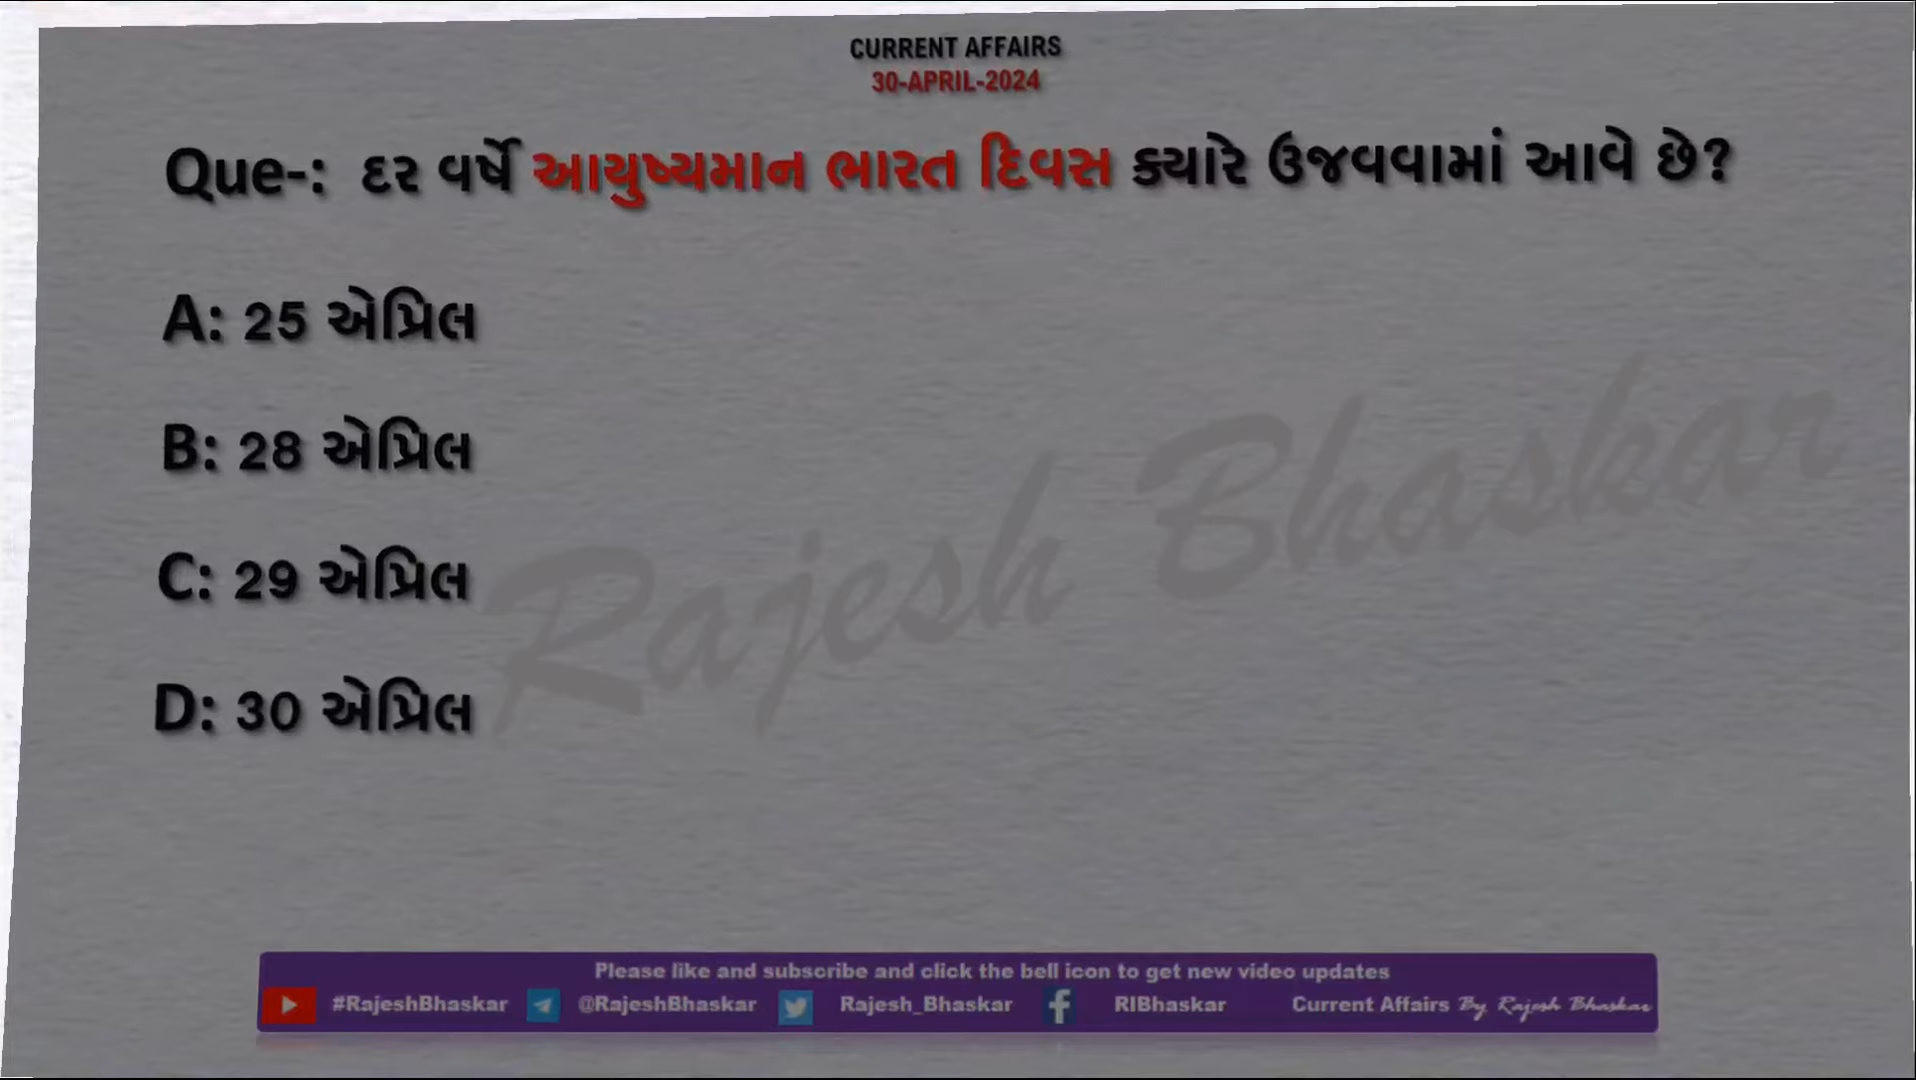 CURRENT AFFAIRS
30-APRIL-2024
Que-: દર વર્ષે આયુષ્યમાન ભારત દિવસ ક્યારે ઉજવવામાં આવે છે?
A: 25 એપ્રિલ
B: 28 એપ્રિલ
C: 29 એપ્રિલ
D: 30 એપ્રિલ
Rajesh Bhaskar
Please like and subscribe and click the bell icon to get new video updates
#RajeshBhaskar @RajeshBhaskar Rajesh_Bhaskar RIBhaskar Current Affairs By Rajesh Bhaskar